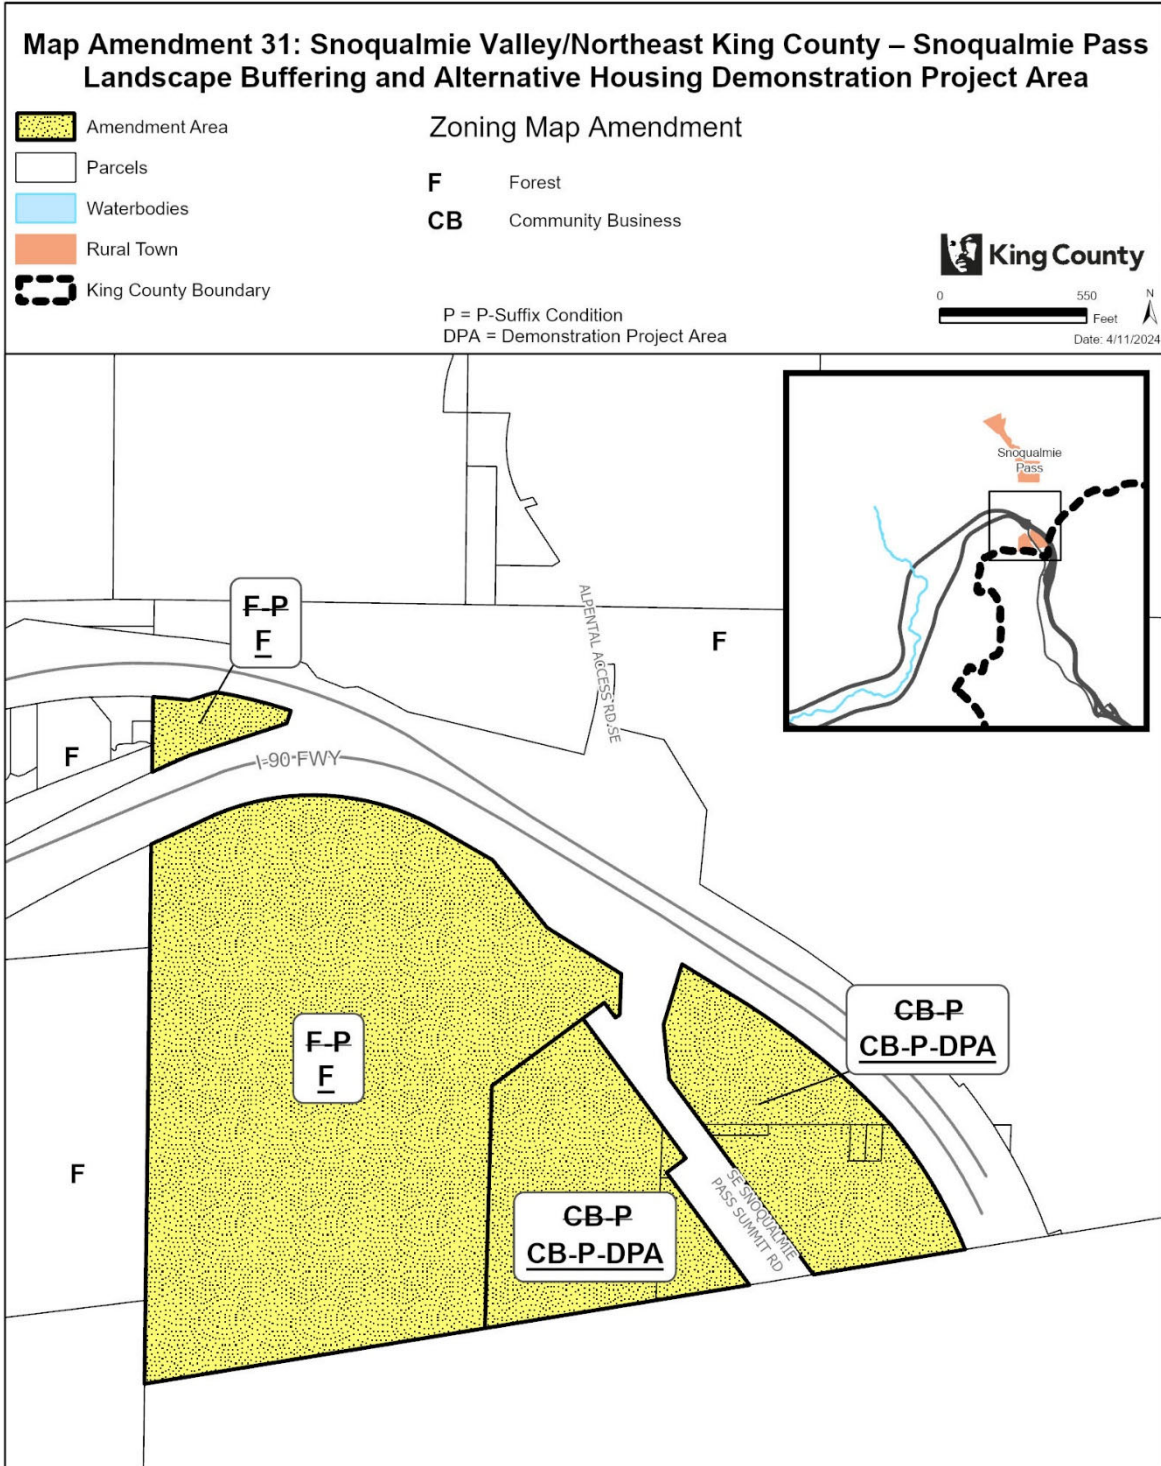 Map Amendment 31: Snoqualmie Valley/Northeast King County – Snoqualmie Pass
Landscape Buffering and Alternative Housing Demonstration Project Area
Amendment Area
Parcels
Waterbodies
Rural Town
King County Boundary
Zoning Map Amendment
F Forest
CB Community Business
P = P-Suffix Condition
DPA = Demonstration Project Area
King County
0 550
Feet
N
Date: 4/11/2024
Snoqualmie
Pass
F-P
F
ALPENTAL ACCESS RD SE
F
F
I-90 FWY
CB-P
CB-P-DPA
F-P
F
F
CB-P
CB-P-DPA
SE SNOQUALMIE
PASS SUMMIT RD